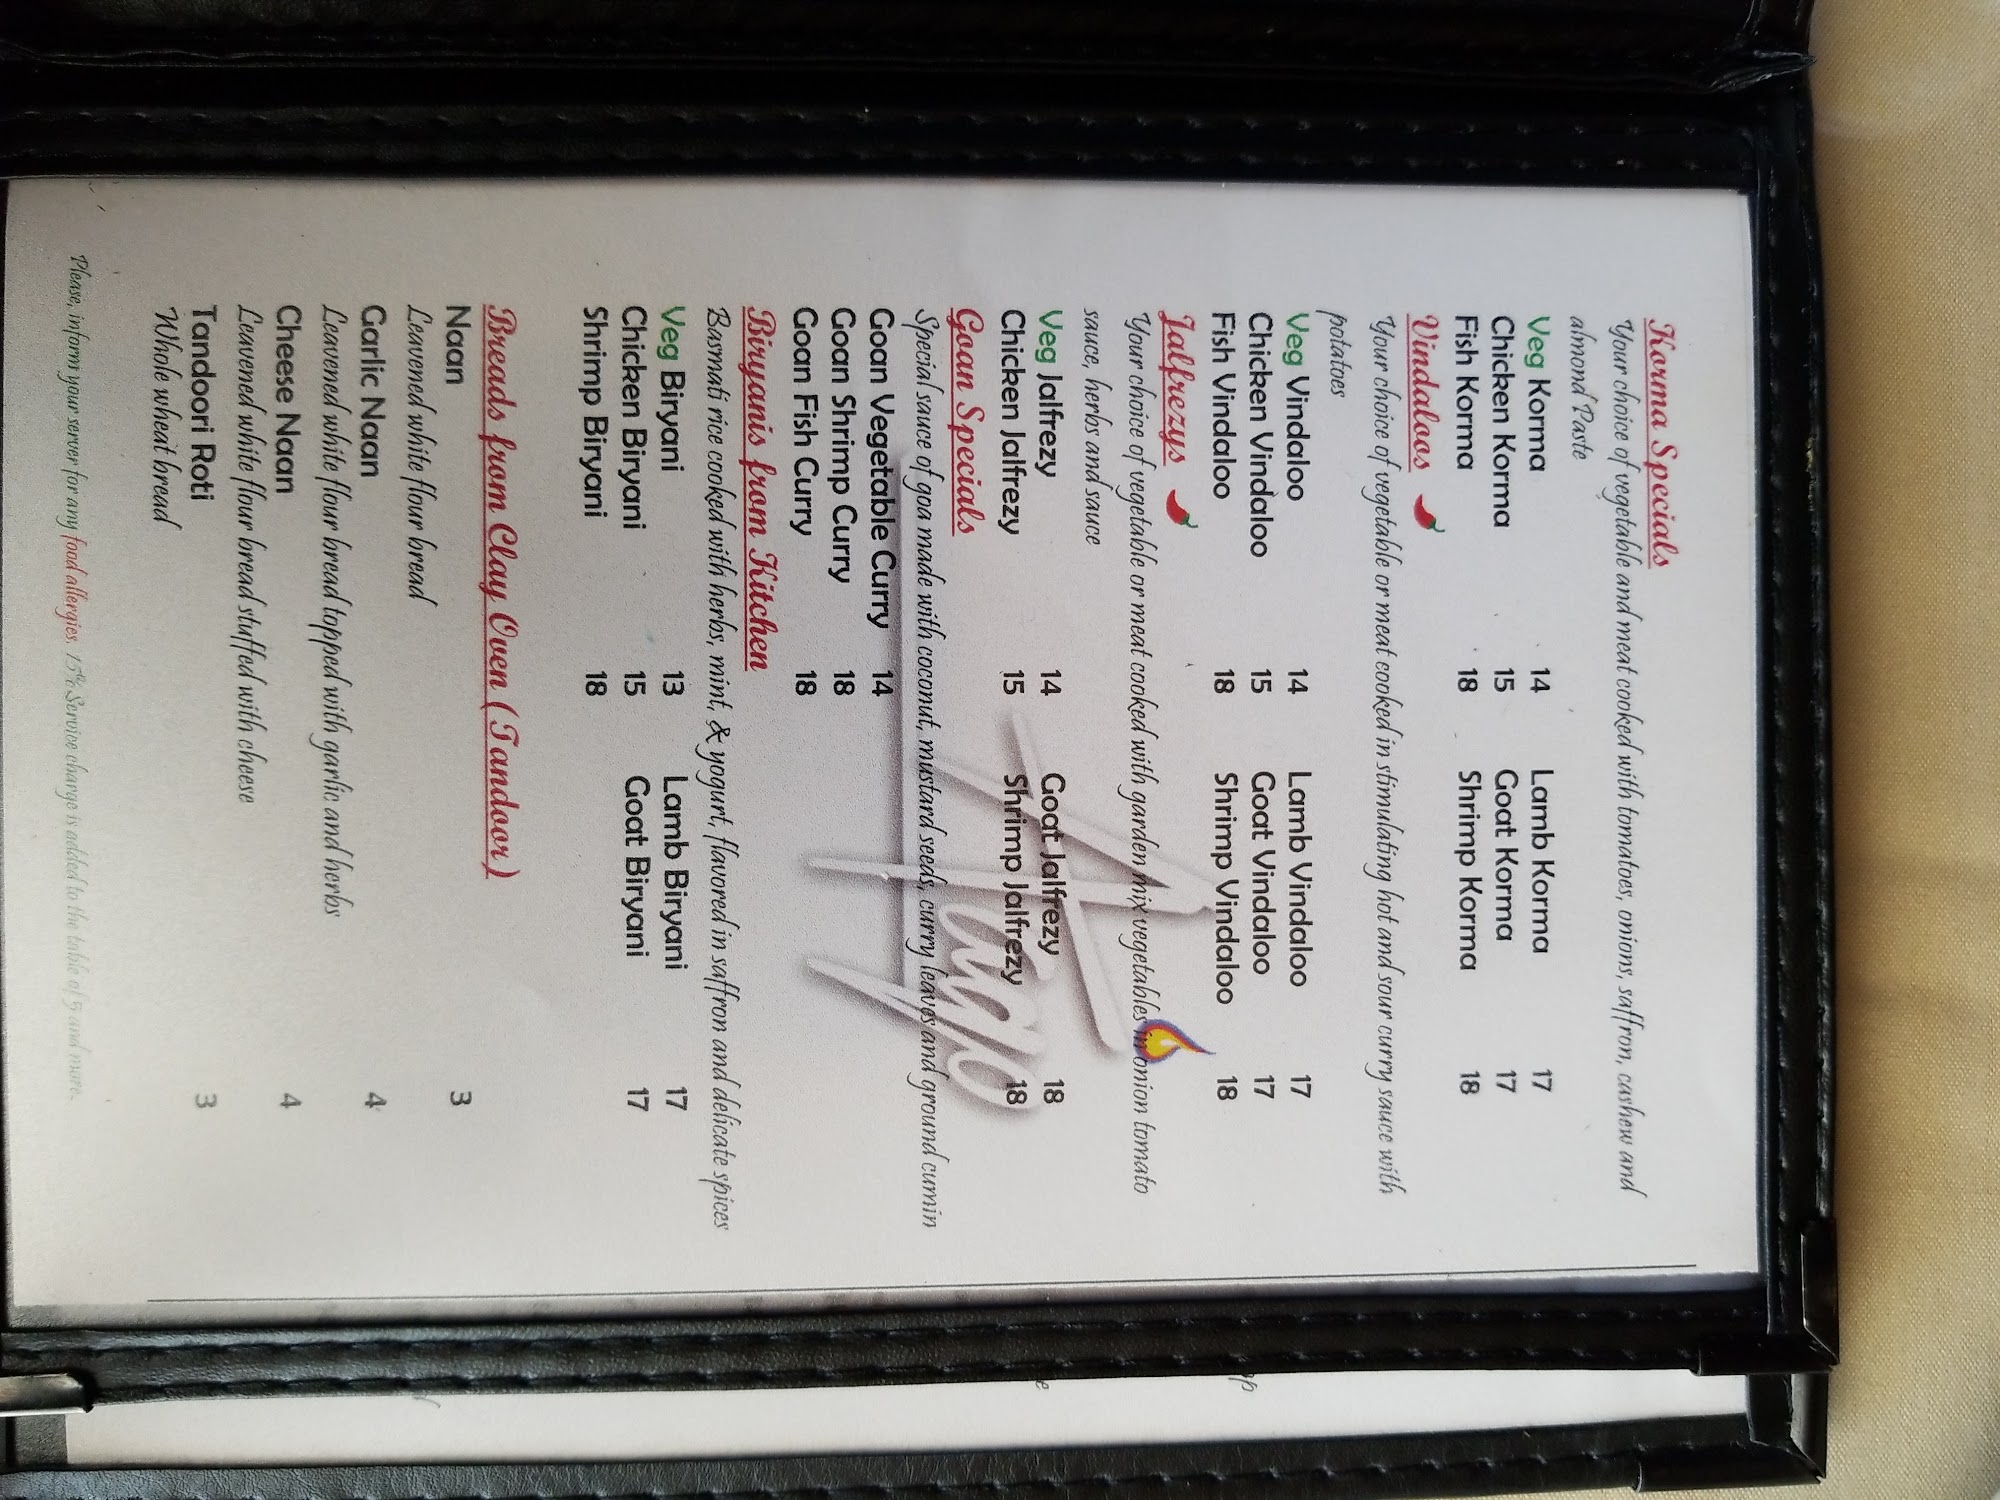 Korma Specials
Your choice of vegetable and meat cooked with tomatoes, onions, saffron, cashew and
almond Paste
Veg Korma 14 Lamb Korma 17
Chicken Korma 15 Goat Korma 17
Fish Korma 18 Shrimp Korma 18
Vindaloos
Your choice of vegetable or meat cooked in stimulating hot and sour curry sauce with
potatoes
Veg Vindaloo 14 Lamb Vindaloo 17
Chicken Vindaloo 15 Goat Vindaloo 17
Fish Vindaloo 18 Shrimp Vindaloo 18
Jalfrezys
Your choice of vegetable or meat cooked with garden mix vegetables in onion tomato
sauce, herbs and sauce
Veg Jalfrezy 14 Goat Jalfrezy 18
Chicken Jalfrezy 15 Shrimp Jalfrezy 18
Goan Specials
Special sauce of goa made with coconut, mustard seeds, curry leaves and ground cumin
Goan Vegetable Curry 14
Goan Shrimp Curry 18
Goan Fish Curry 18
Biryanis from Kitchen
Basmati rice cooked with herbs, mint, & yogurt, flavored in saffron and delicate spices
Veg Biryani 13 Lamb Biryani 17
Chicken Biryani 15 Goat Biryani 17
Shrimp Biryani 18
Breads from Clay Oven ( Tandoor )
Naan 3
Leavened white flour bread
Garlic Naan 4
Leavened white flour bread topped with garlic and herbs
Cheese Naan 4
Leavened white flour bread stuffed with cheese
Tandoori Roti 3
Whole wheat bread
Please, inform your server for any food allergies. 15% Service charge is added to the table of 5 and more.